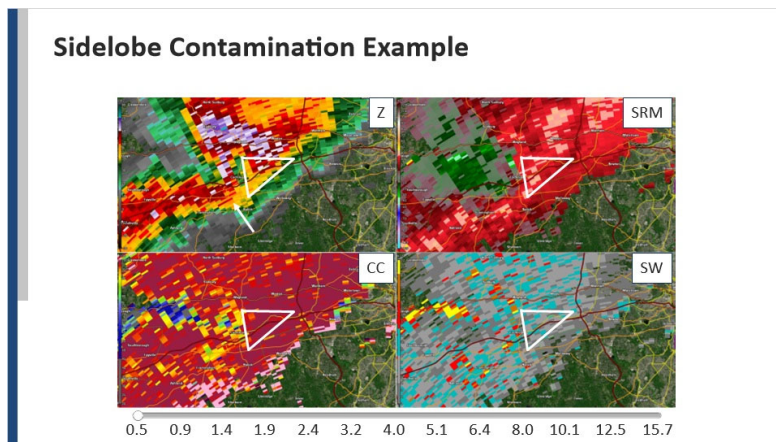 Sidelobe Contamination Example
Z
SRM
CC
SW
0.5 0.9 1.4 1.9 2.4 3.2 4.0 5.1 6.4 8.0 10.1 12.5 15.7